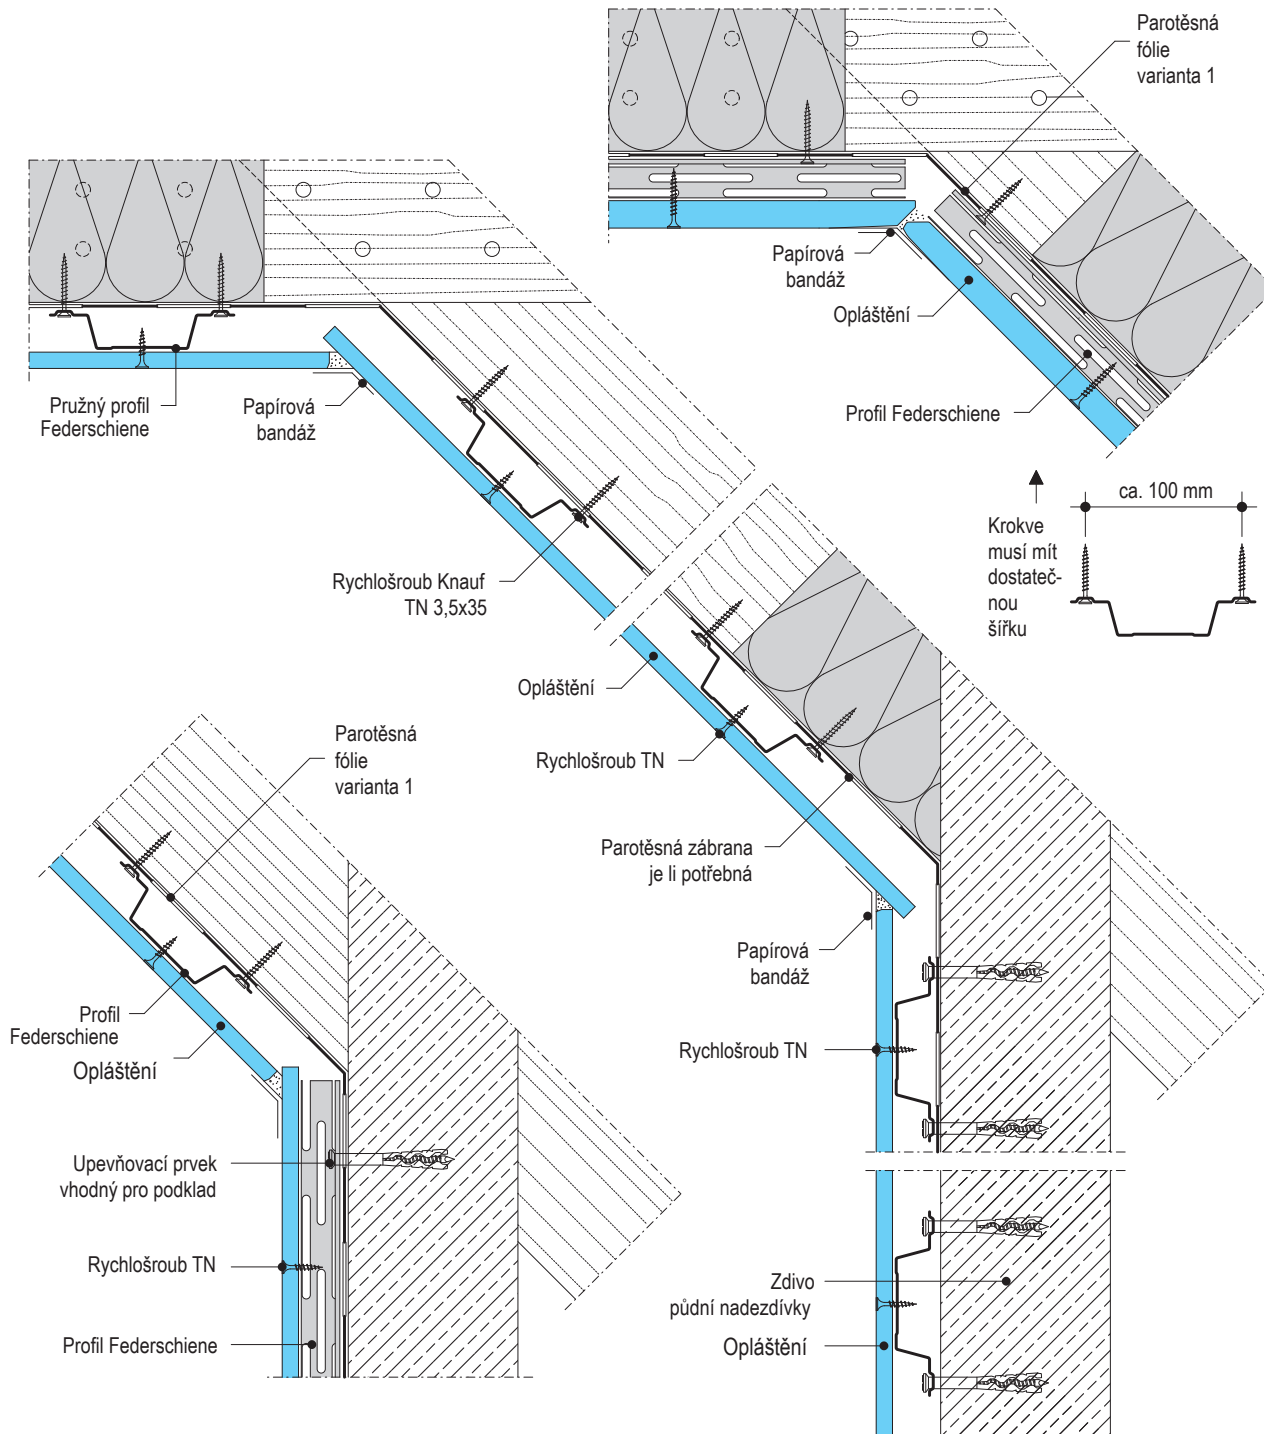 Parotěsná
fólie
varianta 1
Papírová
bandáž
Opláštění
Profil Federschiene
Pružný profil
Federschiene
Papírová
bandáž
ca. 100 mm
Krokve
musí mít
dostateč-
nou
šířku
Rychlošroub Knauf
TN 3,5x35
Opláštění
Rychlošroub TN
Parotěsná
fólie
varianta 1
Parotěsná zábrana
je li potřebná
Papírová
bandáž
Profil
Federschiene
Opláštění
Rychlošroub TN
Upevňovací prvek
vhodný pro podklad
Rychlošroub TN
Zdivo
půdní nadezdívky
Profil Federschiene
Opláštění